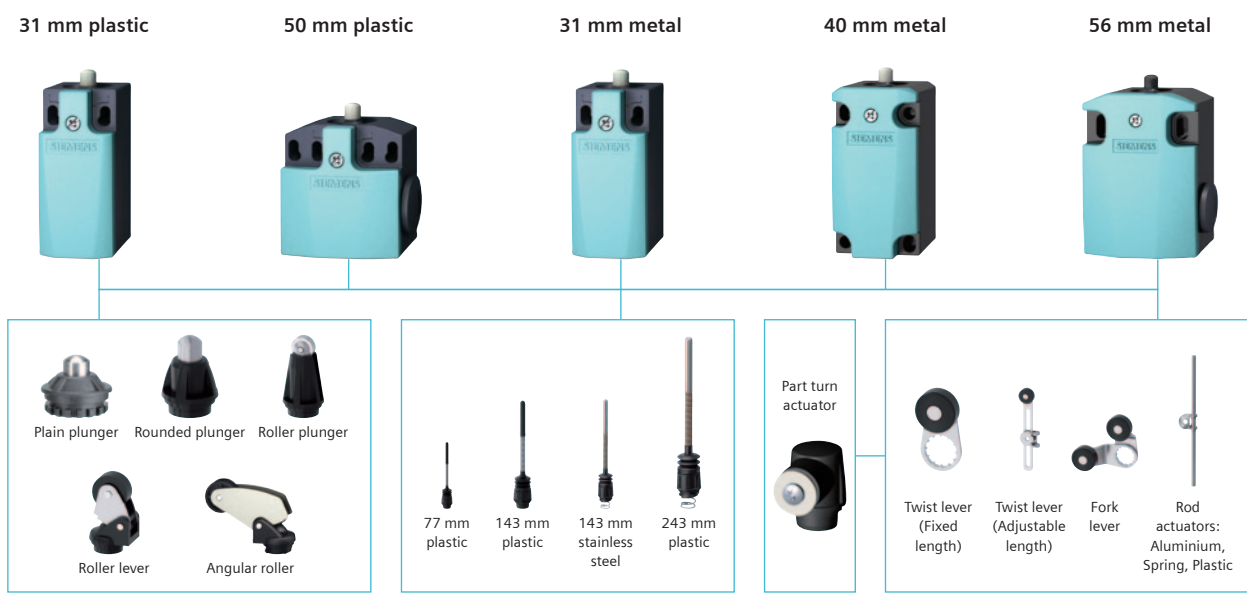 31 mm plastic
50 mm plastic
31 mm metal
40 mm metal
56 mm metal
SIEMENS
SIEMENS
SIEMENS
SIEMENS
SIEMENS
Plain plunger
Rounded plunger
Roller plunger
Roller lever
Angular roller
77 mm
plastic
143 mm
plastic
143 mm
stainless
steel
243 mm
plastic
Part turn
actuator
Twist lever
(Fixed
length)
Twist lever
(Adjustable
length)
Fork
lever
Rod
actuators:
Aluminium,
Spring, Plastic